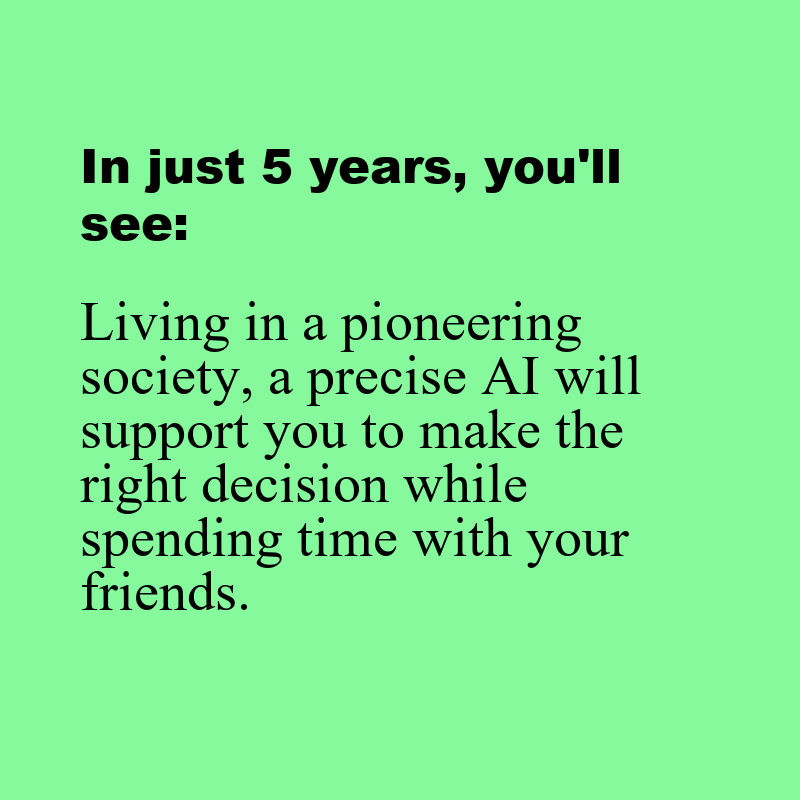 In just 5 years, you'll
see:
Living in a pioneering
society, a precise AI will
support you to make the
right decision while
spending time with your
friends.